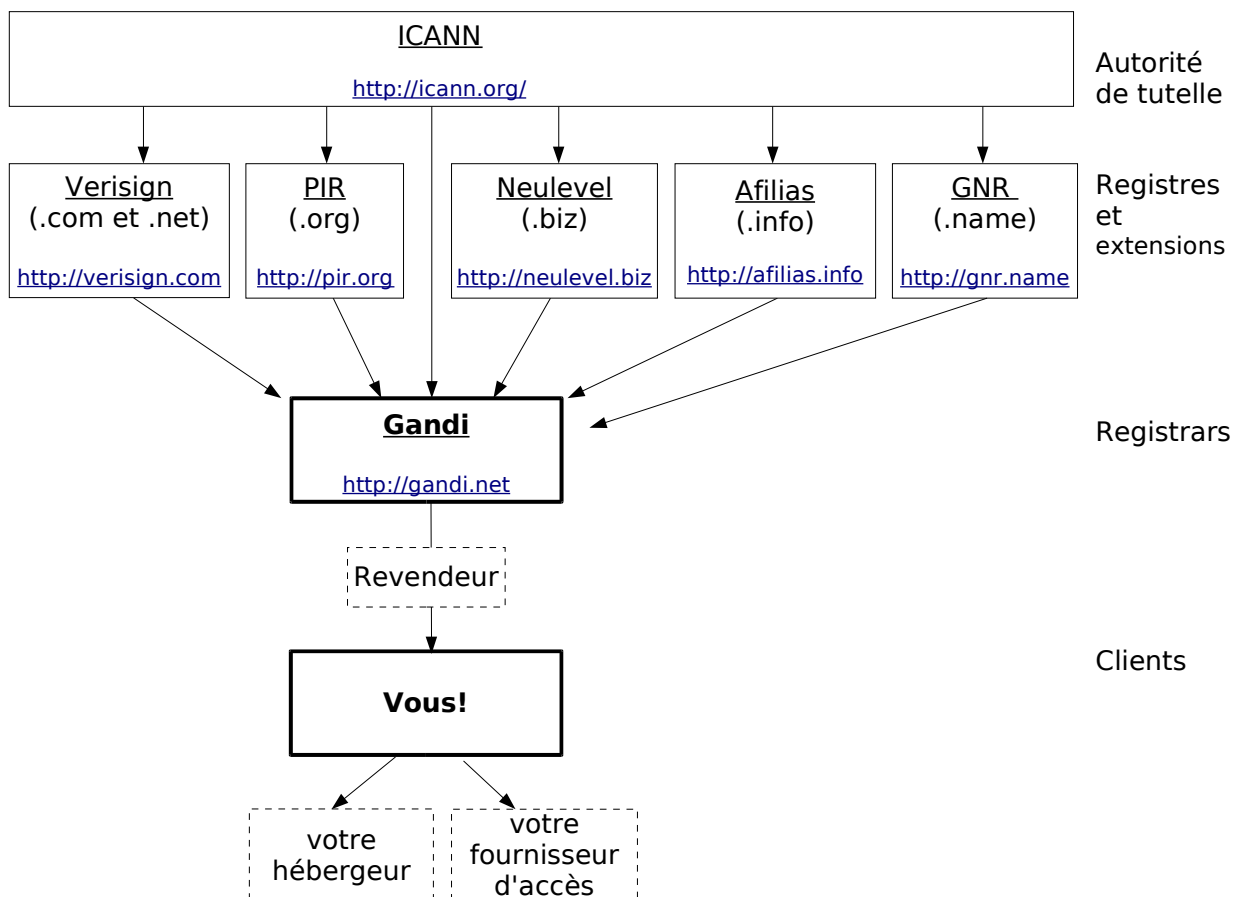 ICANN
http://icann.org/
Autorité
de tutelle
Verisign
(.com et .net)
http://verisign.com
PIR
(.org)
http://pir.org
Neulevel
(.biz)
http://neulevel.biz
Afilias
(.info)
http://afilias.info
GNR
(.name)
http://gnr.name
Registres
et
extensions
Gandi
http://gandi.net
Registrars
Revendeur
Vous!
Clients
votre
hébergeur
votre
fournisseur
d'accès